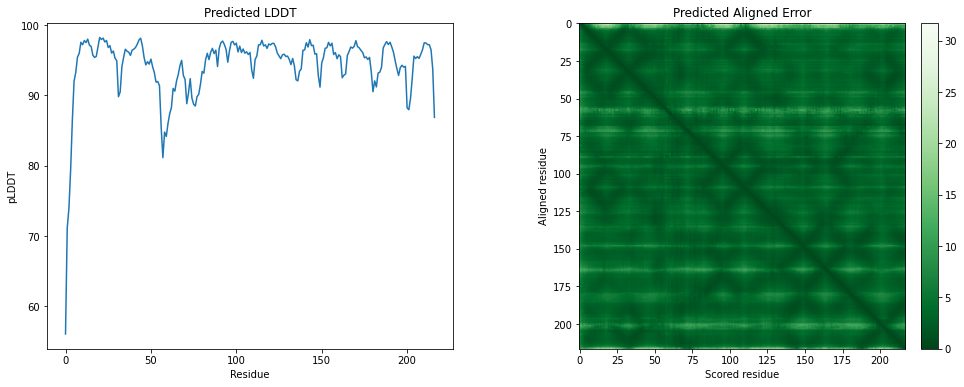 Predicted LDDT
pLDDT
100
90
80
70
60
0 50 100 150 200
Residue
Predicted Aligned Error
Aligned residue
0
25
50
75
100
125
150
175
200
0 25 50 75 100 125 150 175 200
Scored residue
30
25
20
15
10
5
0